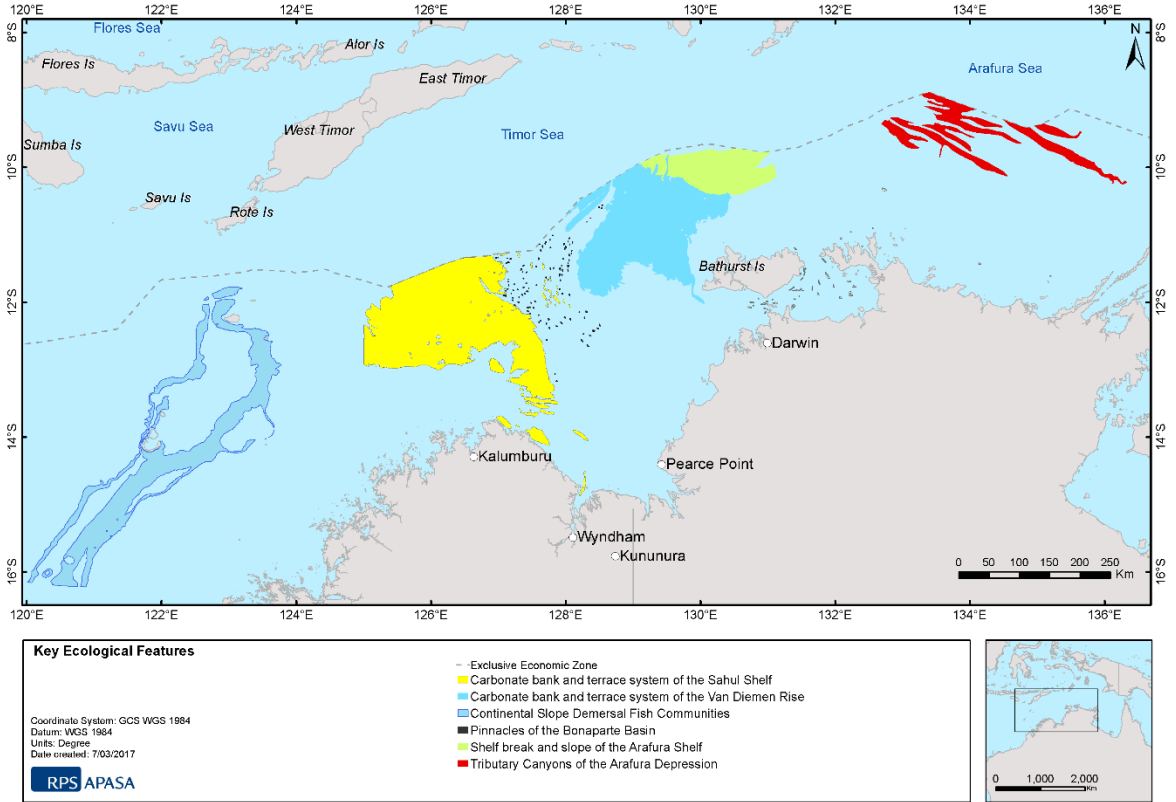 Flores Sea
Alor Is
Flores Is
East Timor
Arafura Sea
N
Savu Sea
West Timor
Timor Sea
Sumba Is
Savu Is
Rote Is
Bathurst Is
Darwin
Kalumburu
Pearce Point
Wyndham
Kununura
8°S
10°S
12°S
14°S
16°S
8°S
10°S
12°S
14°S
16°S
0 50 100 150 200 250
Km
120°E 122°E 124°E 126°E 128°E 130°E 132°E 134°E 136°E
Key Ecological Features
Exclusive Economic Zone
Carbonate bank and terrace system of the Sahul Shelf
Carbonate bank and terrace system of the Van Diemen Rise
Continental Slope Demersal Fish Communities
Pinnacles of the Bonaparte Basin
Shelf break and slope of the Arafura Shelf
Tributary Canyons of the Arafura Depression
Coordinate System: GCS WGS 1984
Datum: WGS 1984
Units: Degree
Date created: 7/03/2017
RPS APASA
0 1,000 2,000
Km